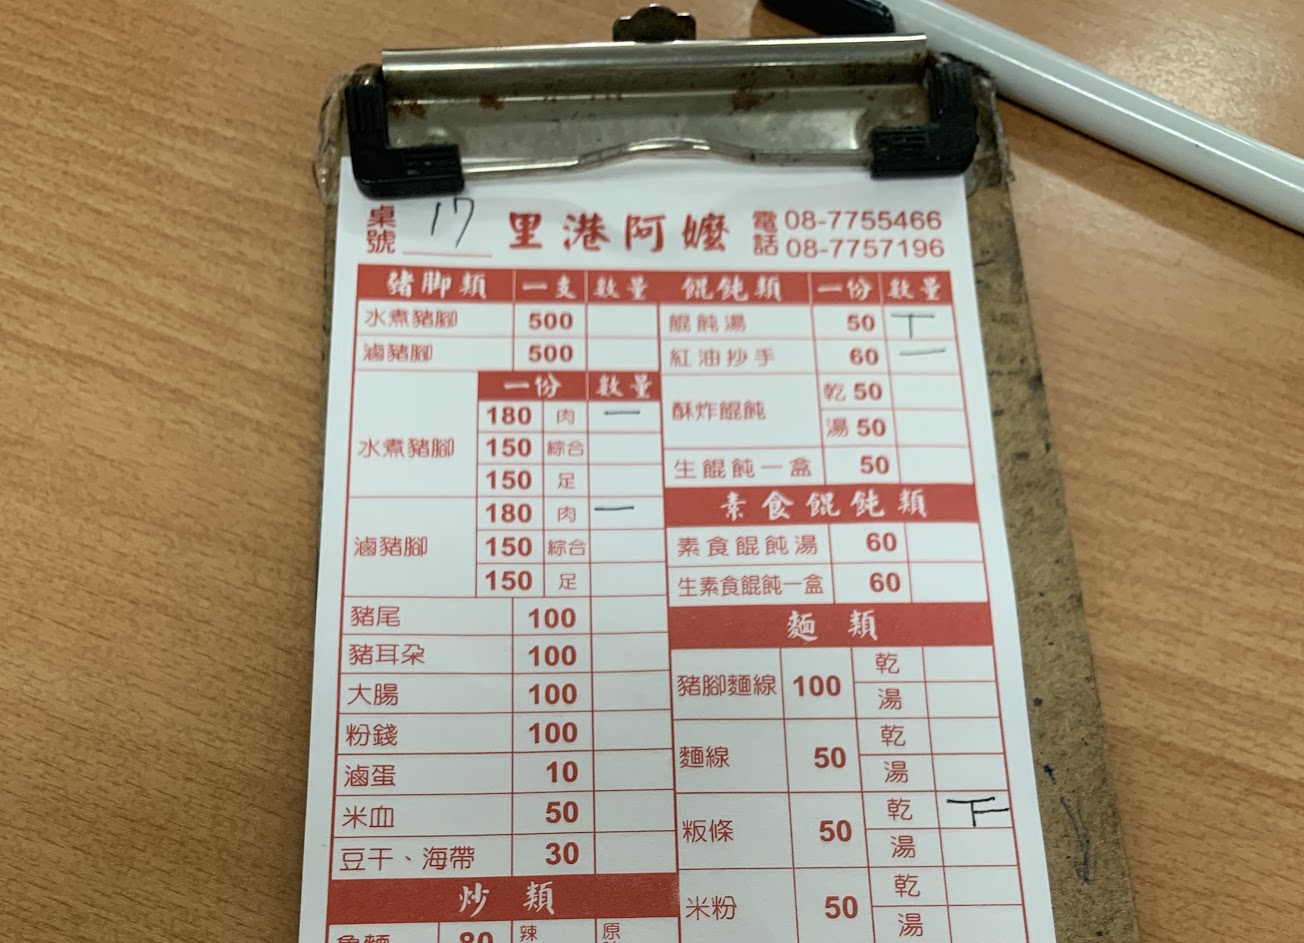 桌號 17 里港阿嬤 電話 08-7755466
08-7757196
豬腳類 一支 數量
水煮豬腳 500
滷豬腳 500
一份 數量
水煮豬腳
180 肉 一
150 綜合
150 足
滷豬腳
180 肉 一
150 綜合
150 足
豬尾 100
豬耳朵 100
大腸 100
粉錢 100
滷蛋 10
米血 50
豆干、海帶 30
炒類
80 辣
餛飩類 一份 數量
餛飩湯 50 丅
紅油抄手 60 一
酥炸餛飩
乾 50
湯 50
生餛飩一盒 50
素食餛飩類
素食餛飩湯 60
生素食餛飩一盒 60
麵類
豬腳麵線 100 乾
湯
麵線 50 乾
湯
粄條 50 乾 下
湯
米粉 50 乾
湯